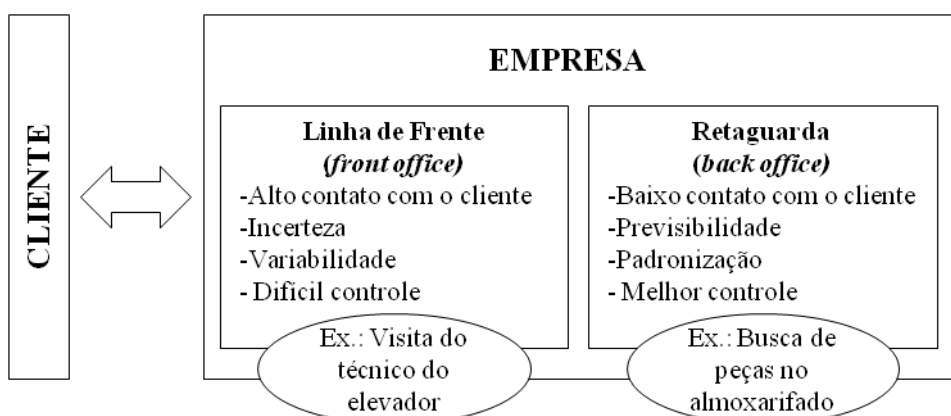 CLIENTE
EMPRESA
Linha de Frente
(front office)
-Alto contato com o cliente
-Incerteza
-Variabilidade
- Difícil controle
Ex.: Visita do
técnico do
elevador
Retaguarda
(back office)
-Baixo contato com o cliente
-Previsibilidade
-Padronização
- Melhor controle
Ex.: Busca de
peças no
almoxarifado